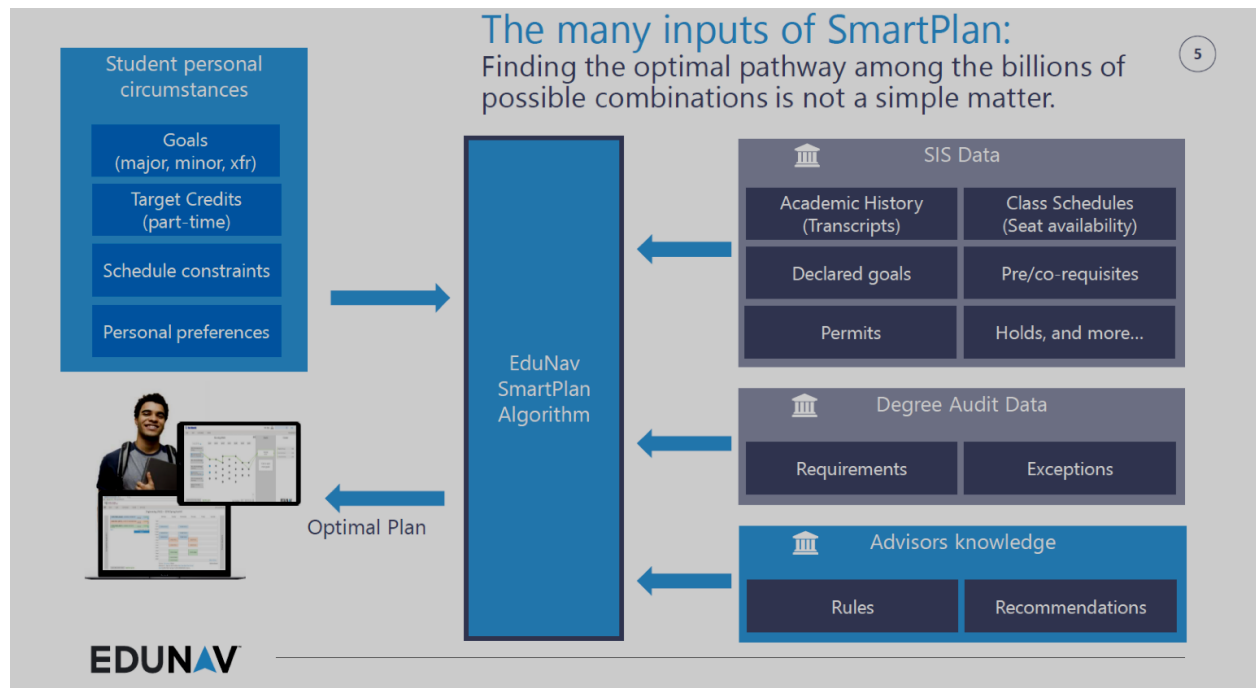 The many inputs of SmartPlan:
Finding the optimal pathway among the billions of
possible combinations is not a simple matter.
5
Student personal
circumstances
Goals
(major, minor, xfr)
Target Credits
(part-time)
Schedule constraints
Personal preferences
EduNav
SmartPlan
Algorithm
Optimal Plan
SIS Data
Academic History
(Transcripts)
Class Schedules
(Seat availability)
Declared goals
Pre/co-requisites
Permits
Holds, and more...
Degree Audit Data
Requirements
Exceptions
Advisors knowledge
Rules
Recommendations
EDUNAV